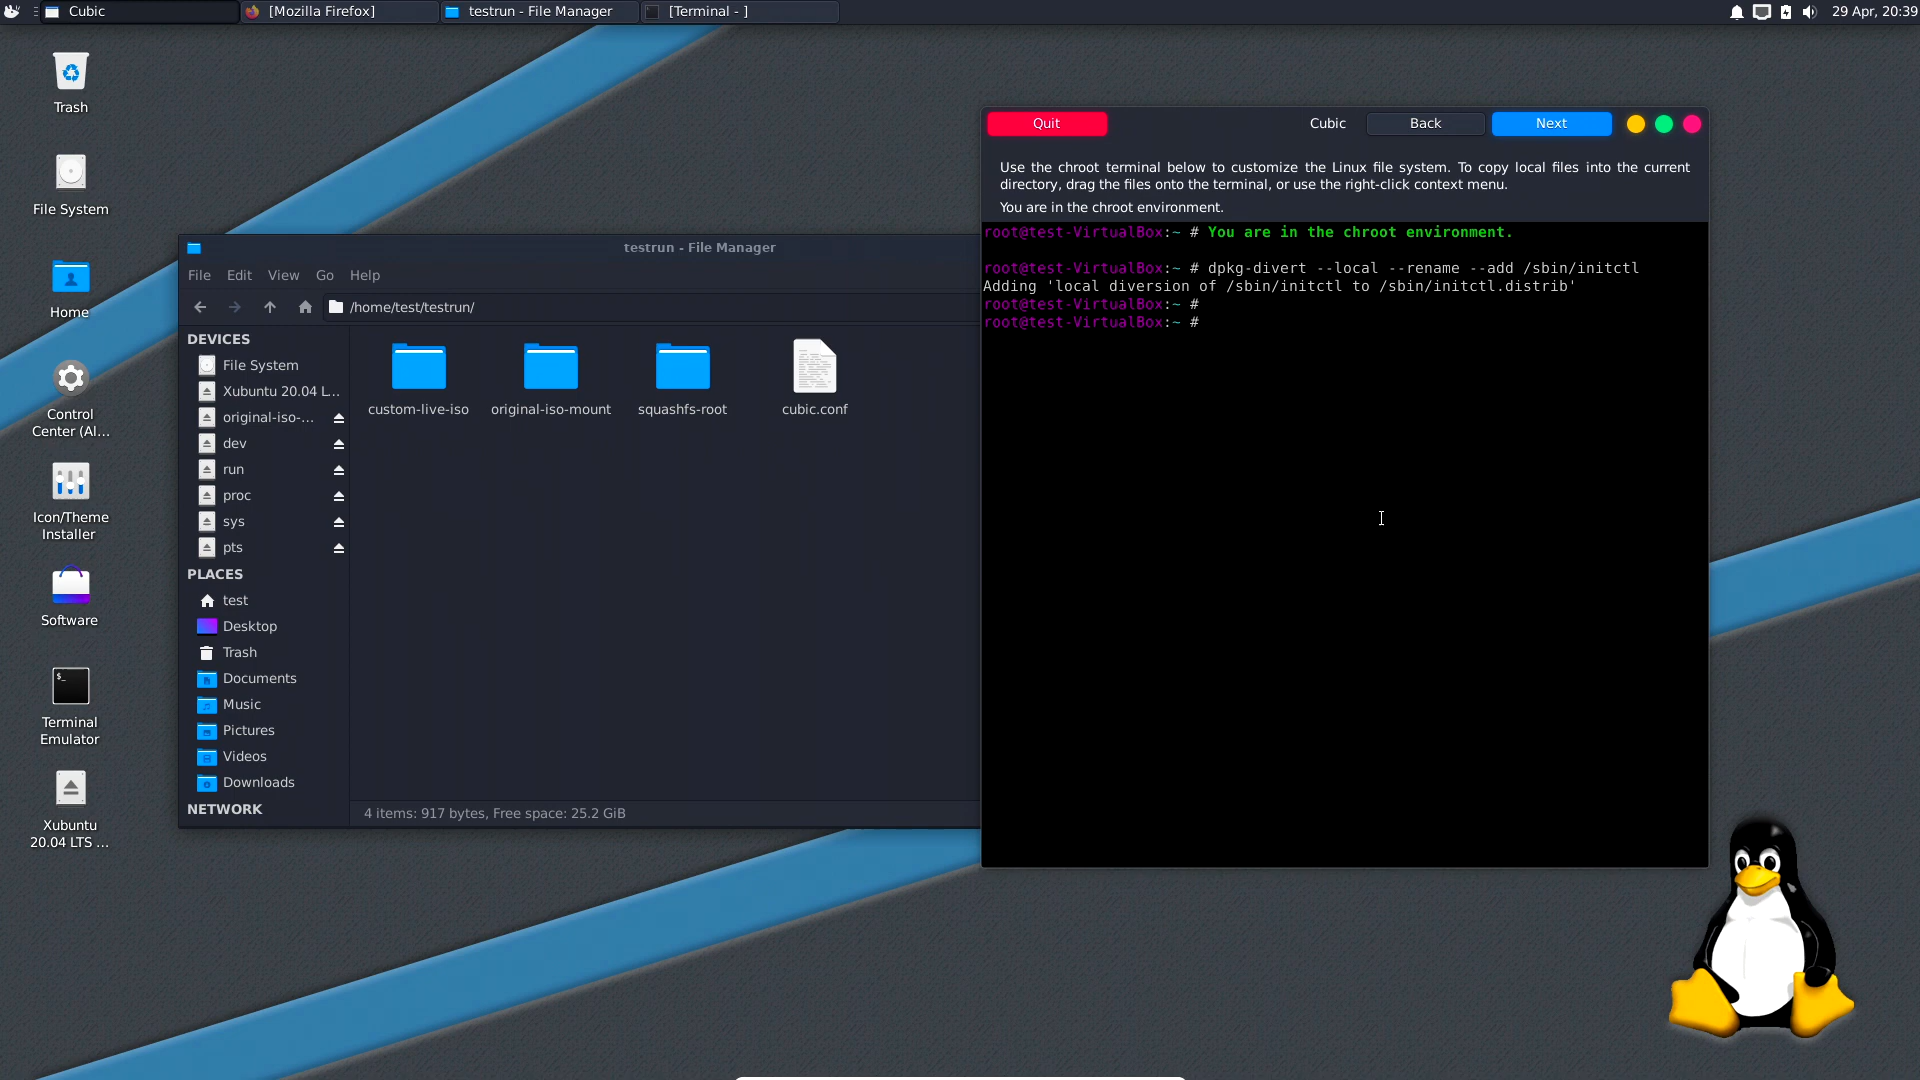 Cubic
[Mozilla Firefox]
testrun - File Manager
[Terminal - ]
29 Apr, 20:39
Trash
File System
Home
Control
Center (Al...
Icon/Theme
Installer
Software
Terminal
Emulator
Xubuntu
20.04 LTS ...
testrun - File Manager
File Edit View Go Help
/home/test/testrun/
DEVICES
File System
Xubuntu 20.04 L...
original-iso-...
dev
run
proc
sys
pts
PLACES
test
Desktop
Trash
Documents
Music
Pictures
Videos
Downloads
NETWORK
custom-live-iso
original-iso-mount
squashfs-root
cubic.conf
4 items: 917 bytes, Free space: 25.2 GiB
Quit
Cubic
Back
Next
Use the chroot terminal below to customize the Linux file system. To copy local files into the current
directory, drag the files onto the terminal, or use the right-click context menu.
You are in the chroot environment.
root@test-VirtualBox:~ # You are in the chroot environment.
root@test-VirtualBox:~ # dpkg-divert --local --rename --add /sbin/initctl
Adding 'local diversion of /sbin/initctl to /sbin/initctl.distrib'
root@test-VirtualBox:~ #
root@test-VirtualBox:~ #